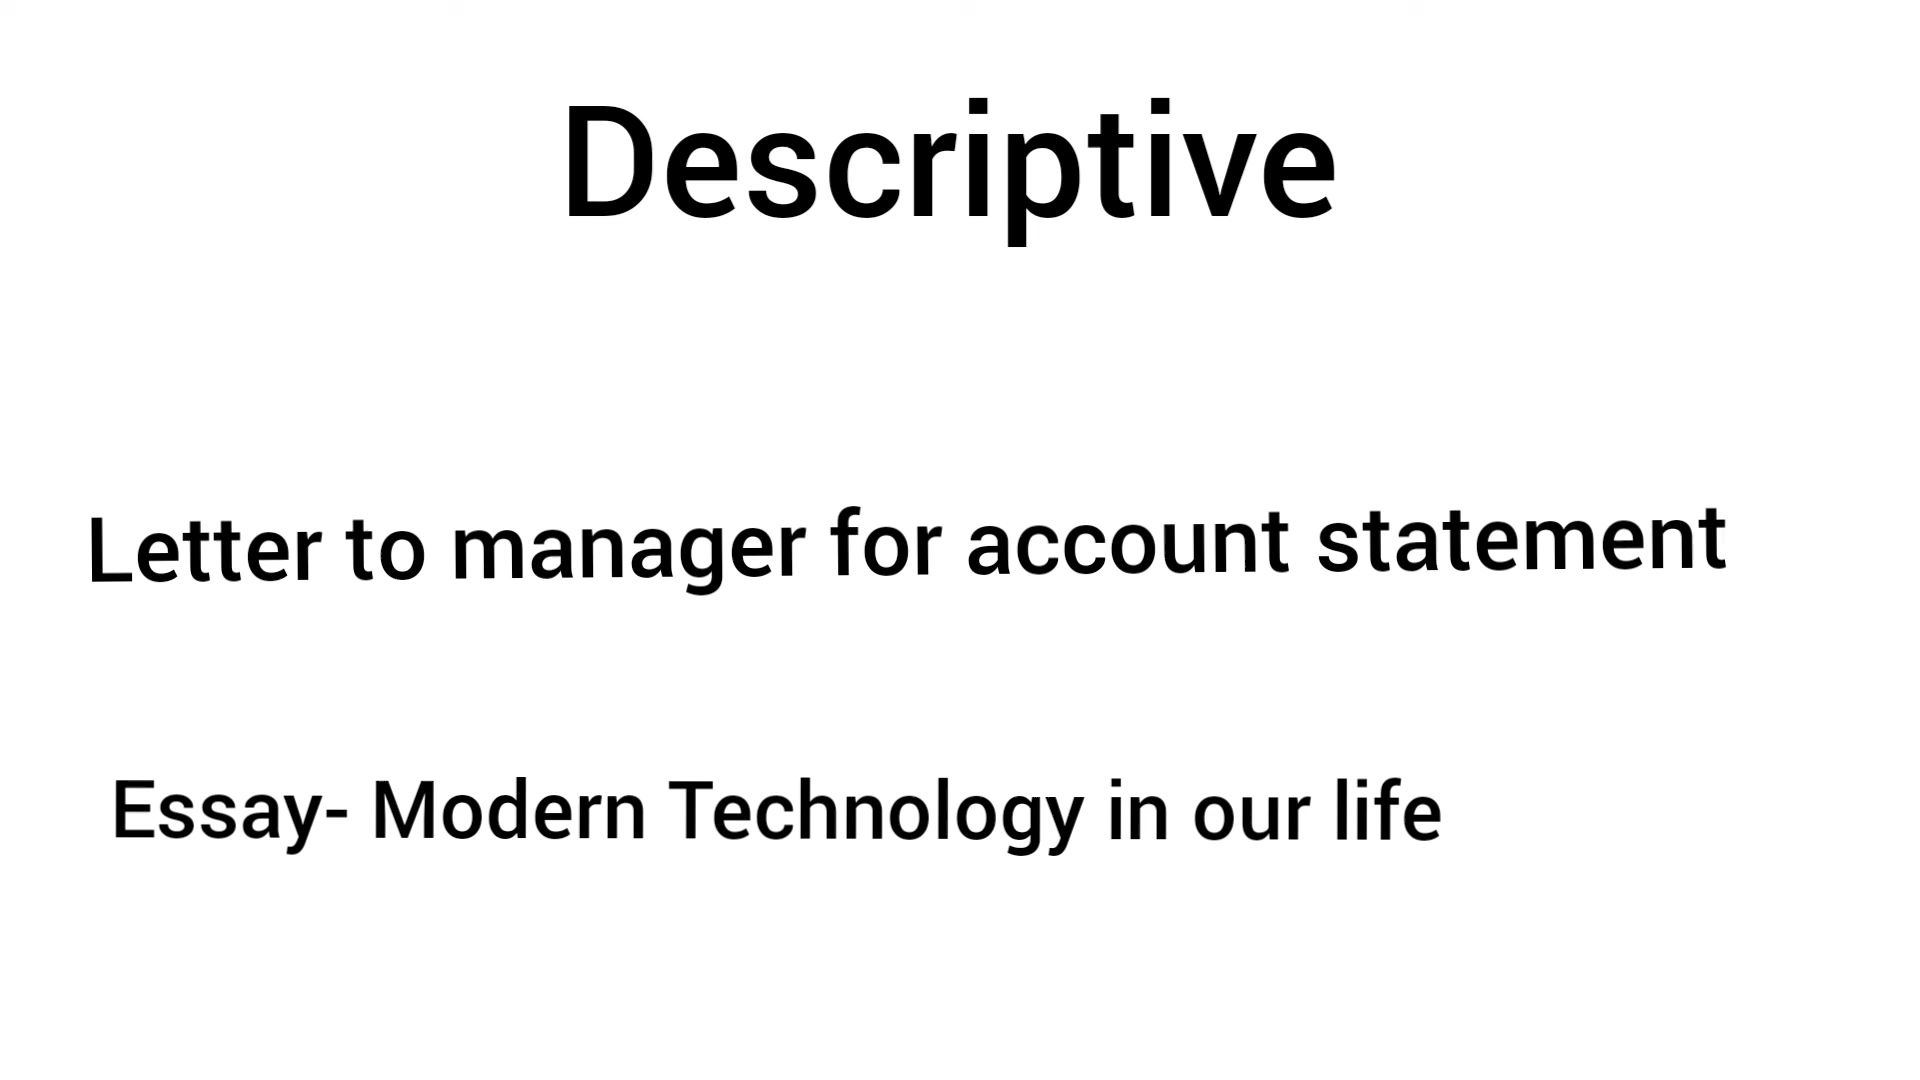 Descriptive
Letter to manager for account statement
Essay- Modern Technology in our life